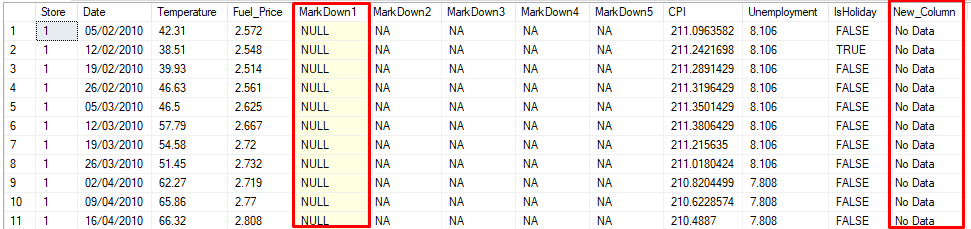 Store Date Temperature Fuel_Price MarkDown1 MarkDown2 MarkDown3 MarkDown4 MarkDown5 CPI Unemployment IsHoliday New_Column
1 1 05/02/2010 42.31 2.572 NULL NA NA NA NA 211.0963582 8.106 FALSE No Data
2 1 12/02/2010 38.51 2.548 NULL NA NA NA NA 211.2421698 8.106 TRUE No Data
3 1 19/02/2010 39.93 2.514 NULL NA NA NA NA 211.2891429 8.106 FALSE No Data
4 1 26/02/2010 46.63 2.561 NULL NA NA NA NA 211.3196429 8.106 FALSE No Data
5 1 05/03/2010 46.5 2.625 NULL NA NA NA NA 211.3501429 8.106 FALSE No Data
6 1 12/03/2010 57.79 2.667 NULL NA NA NA NA 211.3806429 8.106 FALSE No Data
7 1 19/03/2010 54.58 2.72 NULL NA NA NA NA 211.215635 8.106 FALSE No Data
8 1 26/03/2010 51.45 2.732 NULL NA NA NA NA 211.0180424 8.106 FALSE No Data
9 1 02/04/2010 62.27 2.719 NULL NA NA NA NA 210.8204499 7.808 FALSE No Data
10 1 09/04/2010 65.86 2.77 NULL NA NA NA NA 210.6228574 7.808 FALSE No Data
11 1 16/04/2010 66.32 2.808 NULL NA NA NA NA 210.4887 7.808 FALSE No Data